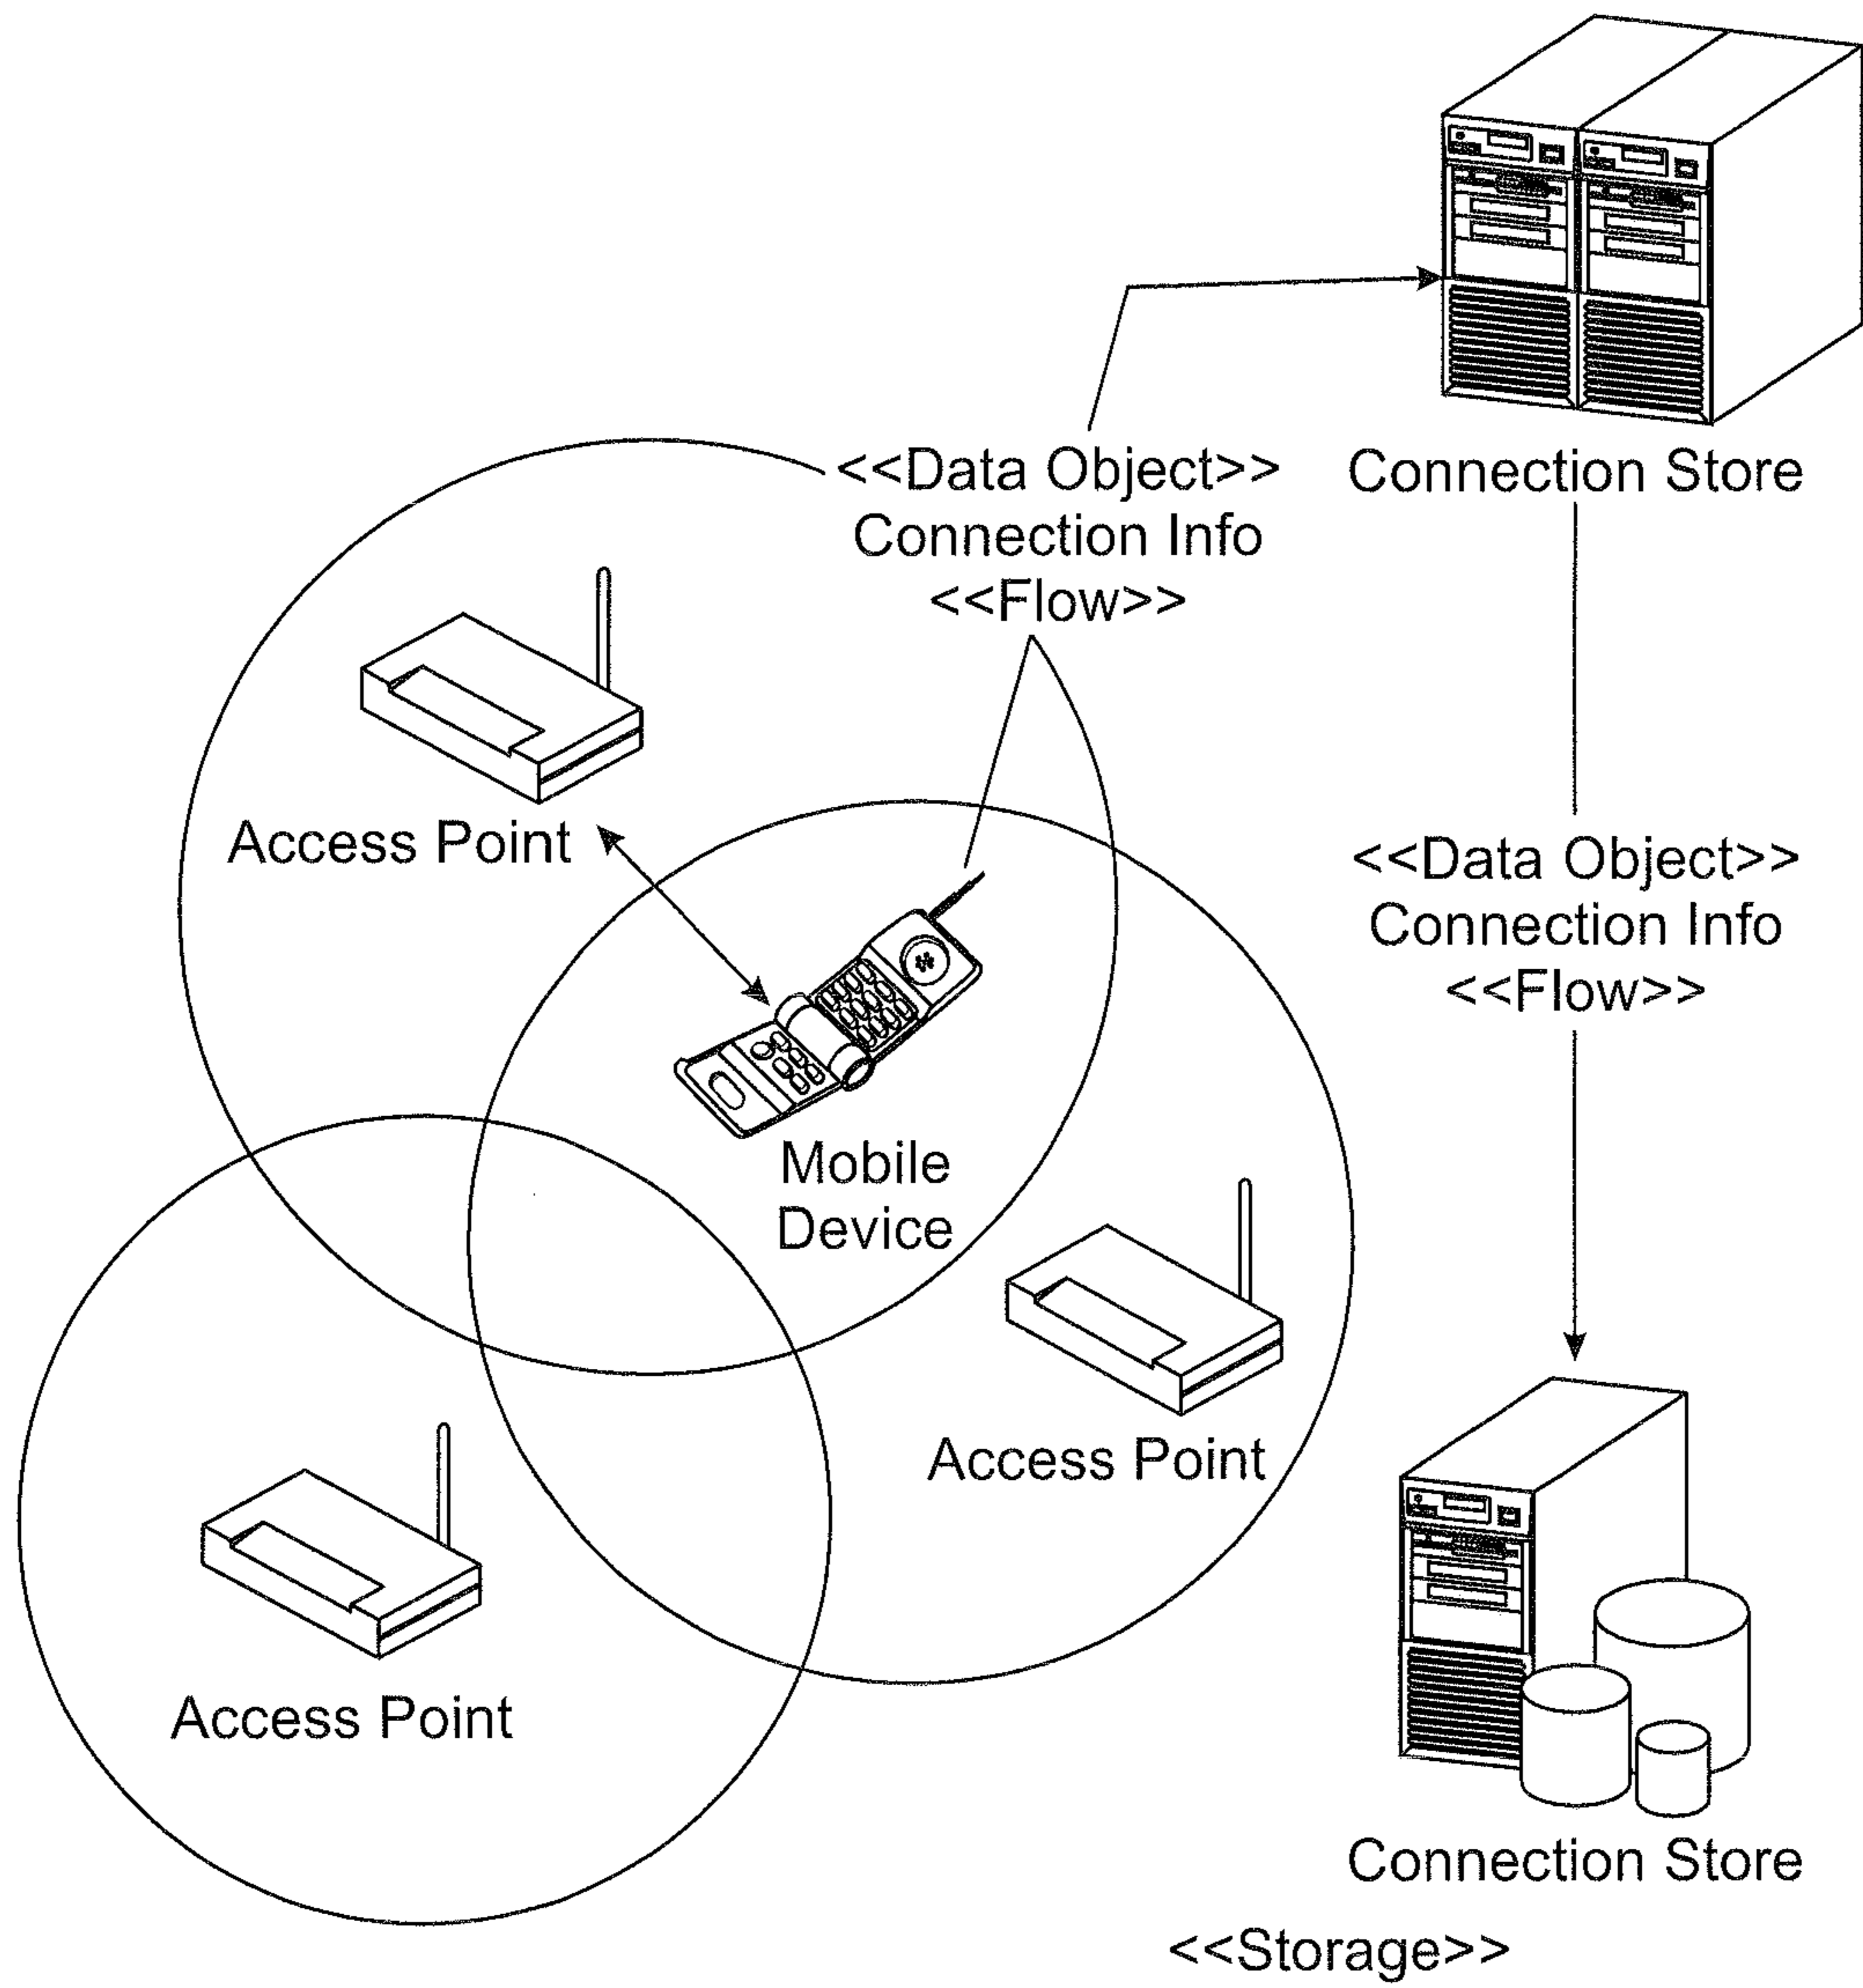 <<Data Object>>
Connection Info
<<Flow>>
Connection Store
Access Point
<<Data Object>>
Connection Info
<<Flow>>
Mobile
Device
Access Point
Access Point
Connection Store
<<Storage>>